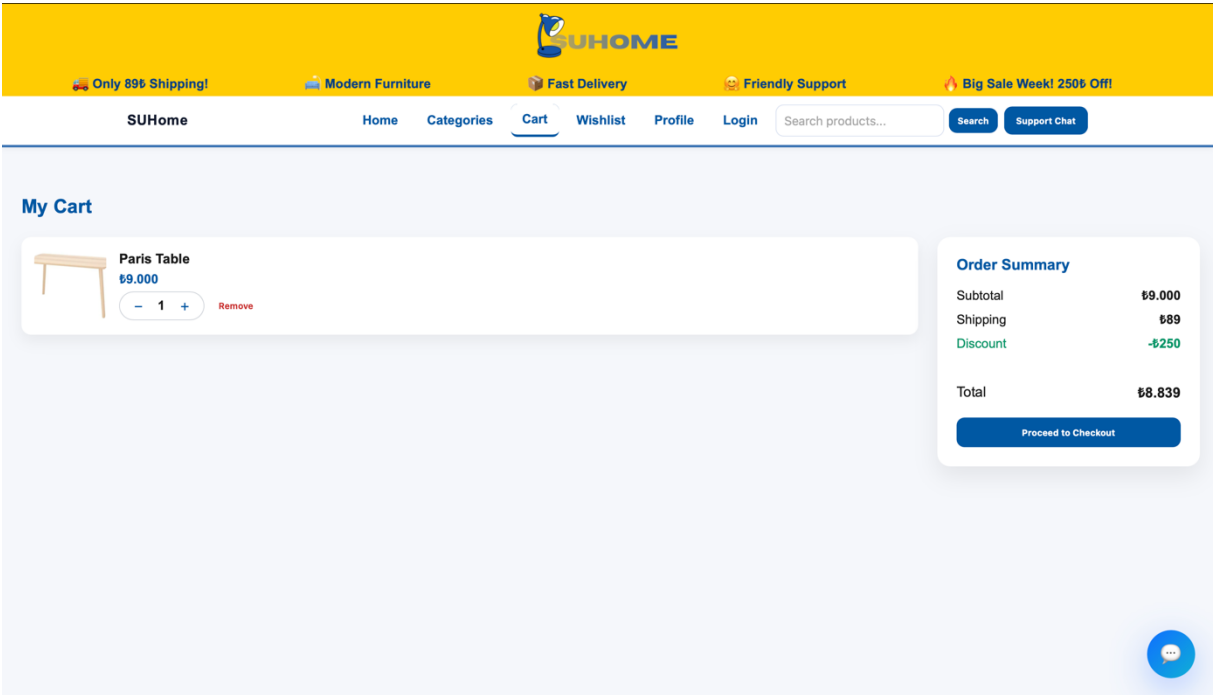 SUHOME
🚚 Only 89₺ Shipping! 🛋️ Modern Furniture 📦 Fast Delivery 🤗 Friendly Support 🔥 Big Sale Week! 250₺ Off!
SUHome Home Categories Cart Wishlist Profile Login Search products... Search Support Chat
My Cart
Paris Table
₺9.000
− 1 +
Remove
Order Summary
Subtotal ₺9.000
Shipping ₺89
Discount -₺250
Total ₺8.839
Proceed to Checkout